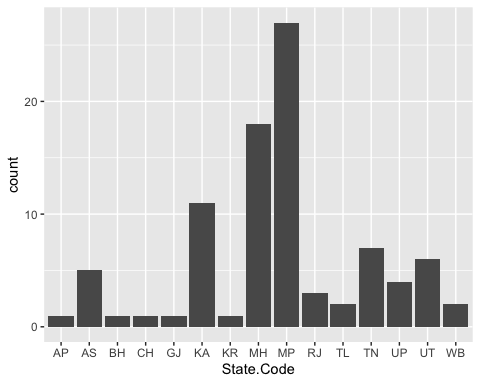 count
20
10
0
AP AS BH CH GJ KA KR MH MP RJ TL TN UP UT WB
State.Code